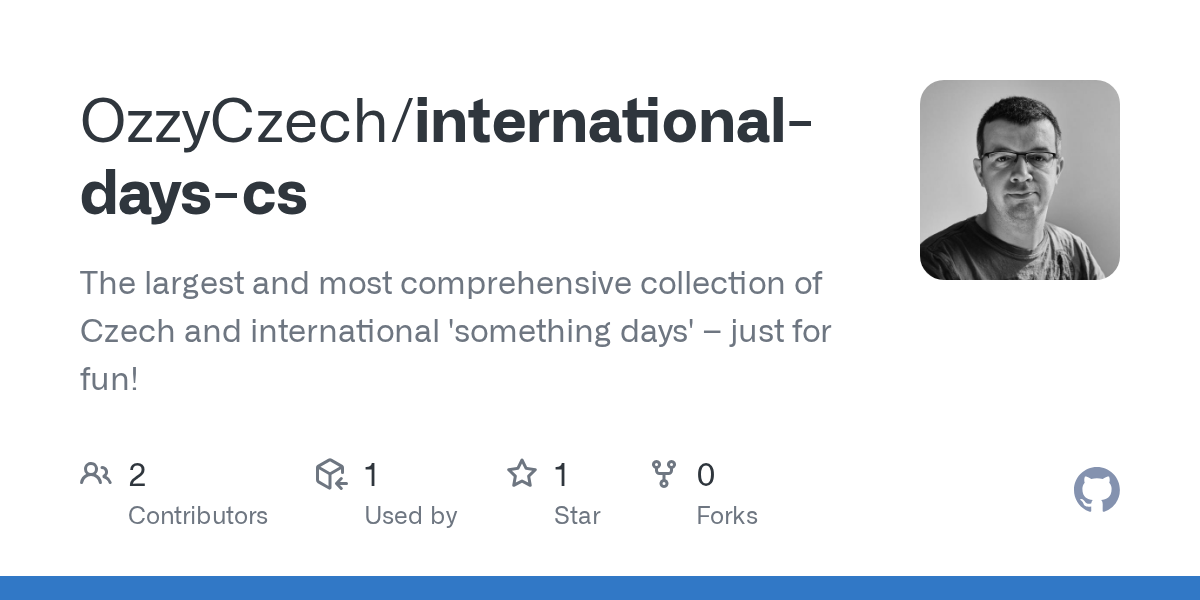 OzzyCzech/international-
days-cs
The largest and most comprehensive collection of
Czech and international 'something days' – just for
fun!
2 1 1 0
Contributors Used by Star Forks